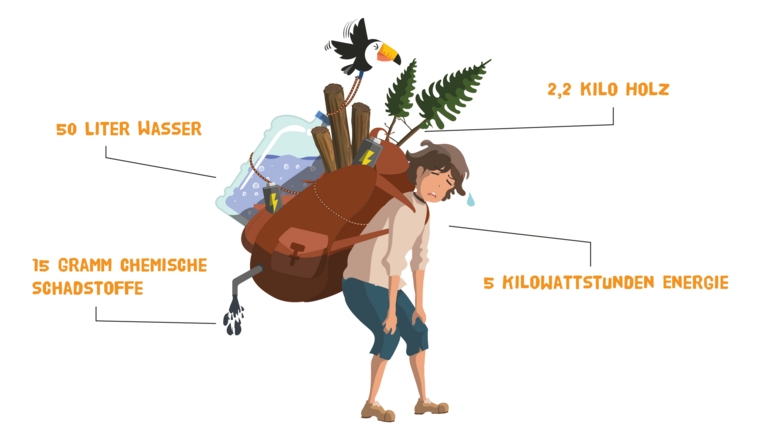 2,2 KILO HOLZ
50 LITER WASSER
15 GRAMM CHEMISCHE
SCHADSTOFFE
5 KILOWATTSTUNDEN ENERGIE